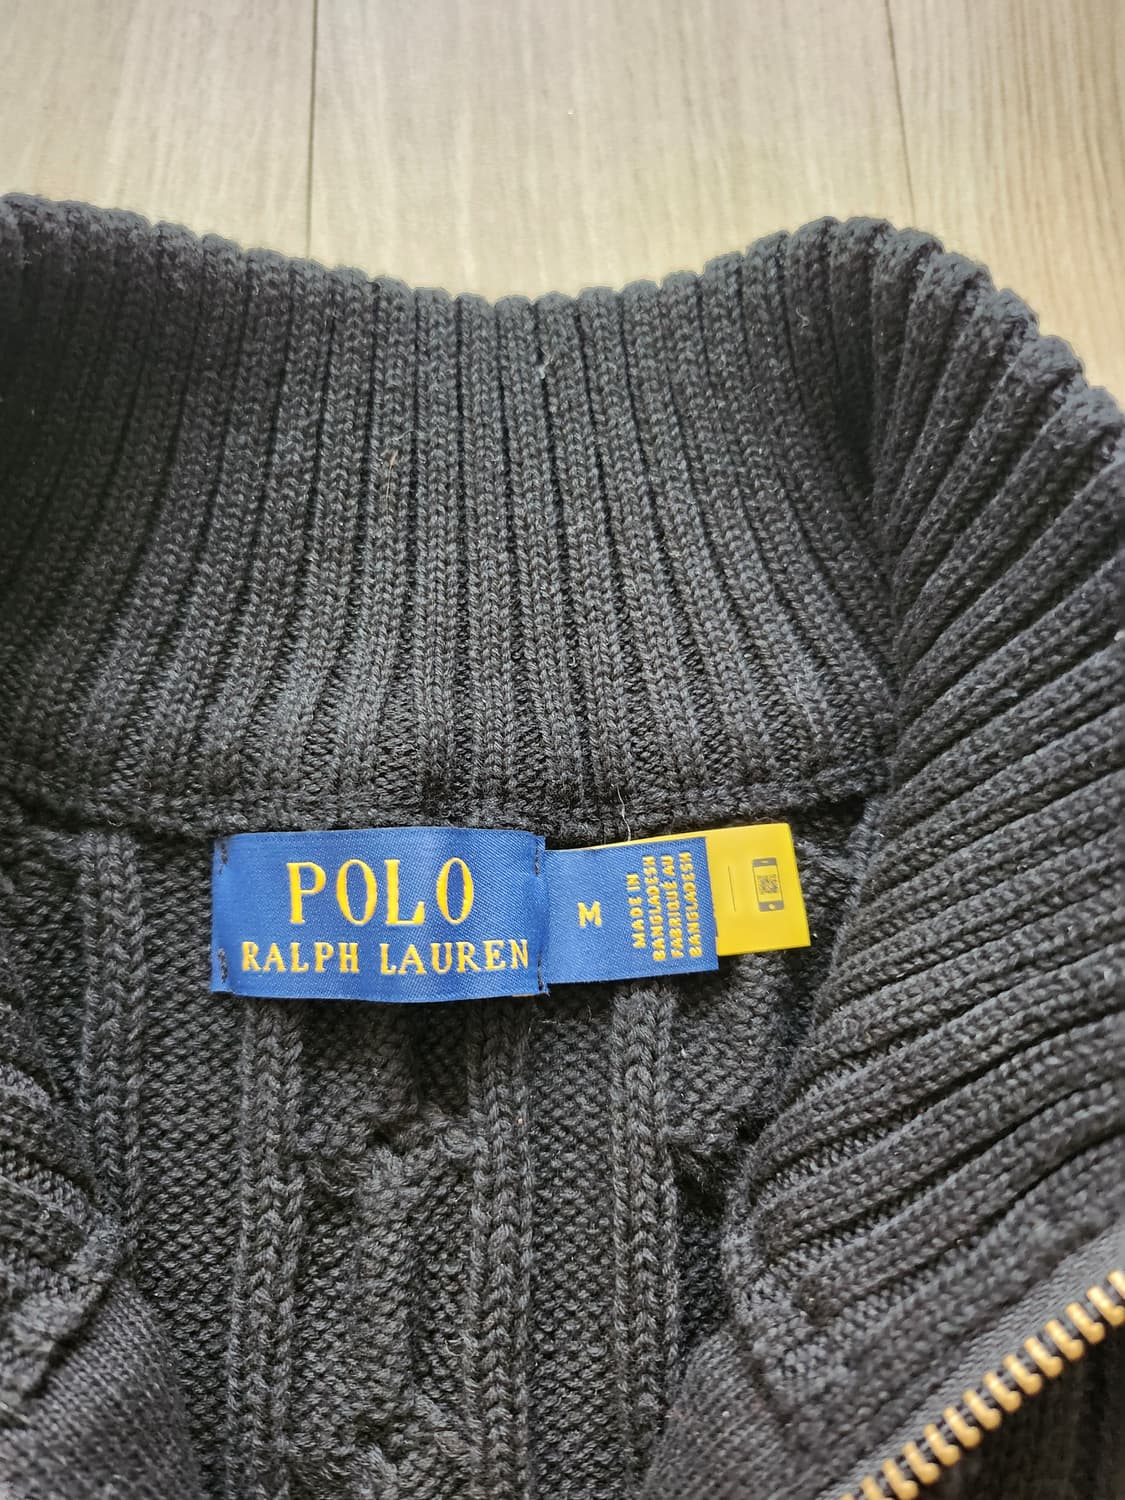 POLO
RALPH LAUREN
M
MADE IN
BANGLADESH
FABRIQUÉ AU
BANGLADESH